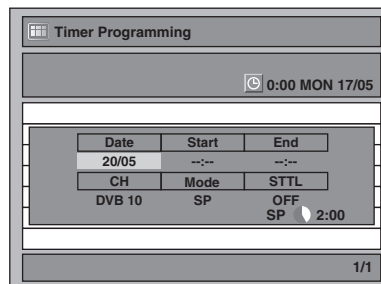 Timer Programming
0:00 MON 17/05
Date Start End
20/05 --:-- --:--
CH Mode STTL
DVB 10 SP OFF
SP 2:00
1/1